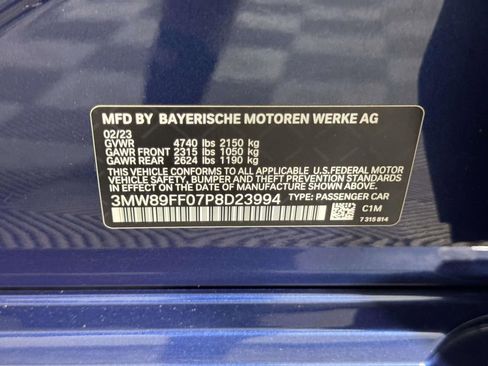 MFD BY BAYERISCHE MOTOREN WERKE AG
02/23
GVWR 4740 lbs 2150 kg
GAWR FRONT 2315 lbs 1050 kg
GAWR REAR 2624 lbs 1190 kg
THIS VEHICLE CONFORMS TO ALL APPLICABLE U.S.FEDERAL MOTOR
VEHICLE SAFETY, BUMPER, AND THEFT PREVENTION STANDARDS
IN EFFECT ON THE DATE OF MANUFACTURE SHOWN ABOVE.
3MW89FF07P8D23994 TYPE: PASSENGER CAR
C1M
7 315 814